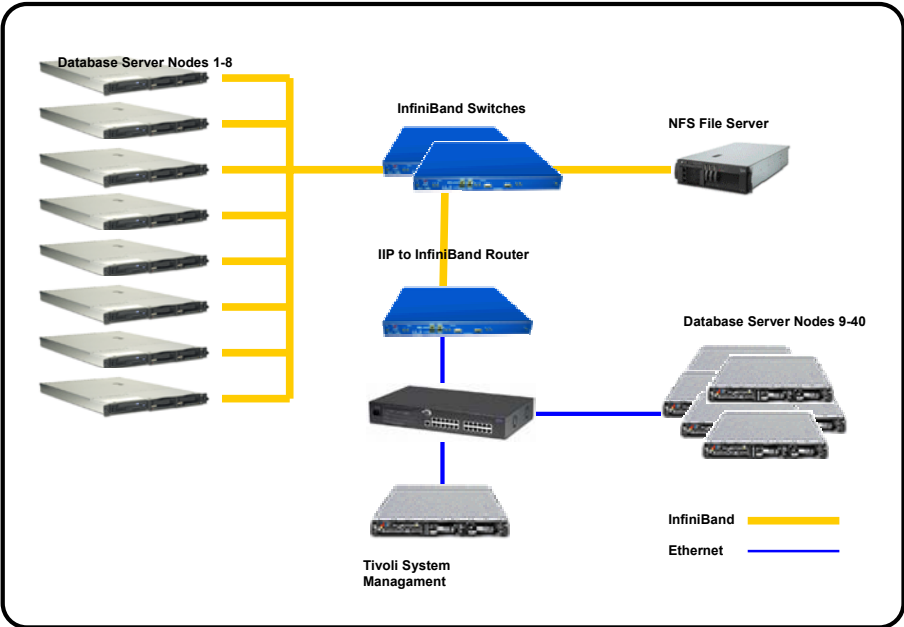 Database Server Nodes 1-8
InfiniBand Switches
NFS File Server
IIP to InfiniBand Router
Database Server Nodes 9-40
InfiniBand
Ethernet
Tivoli System
Managament